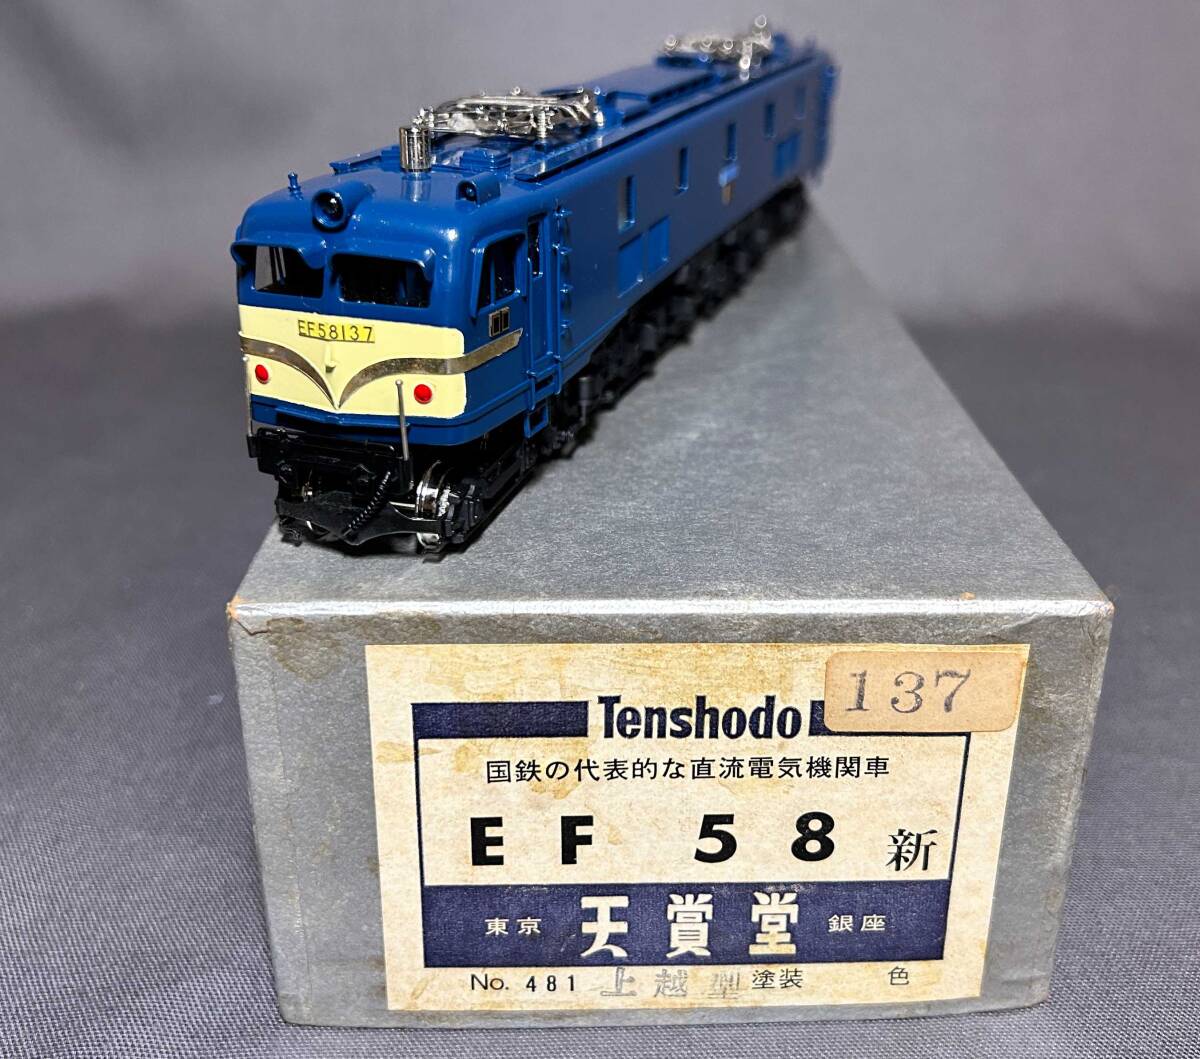 EF58137
137
Tenshodo
国鉄の代表的な直流電気機関車
EF 58 新
東京 天賞堂 銀座
No. 481 上越型 塗装 色